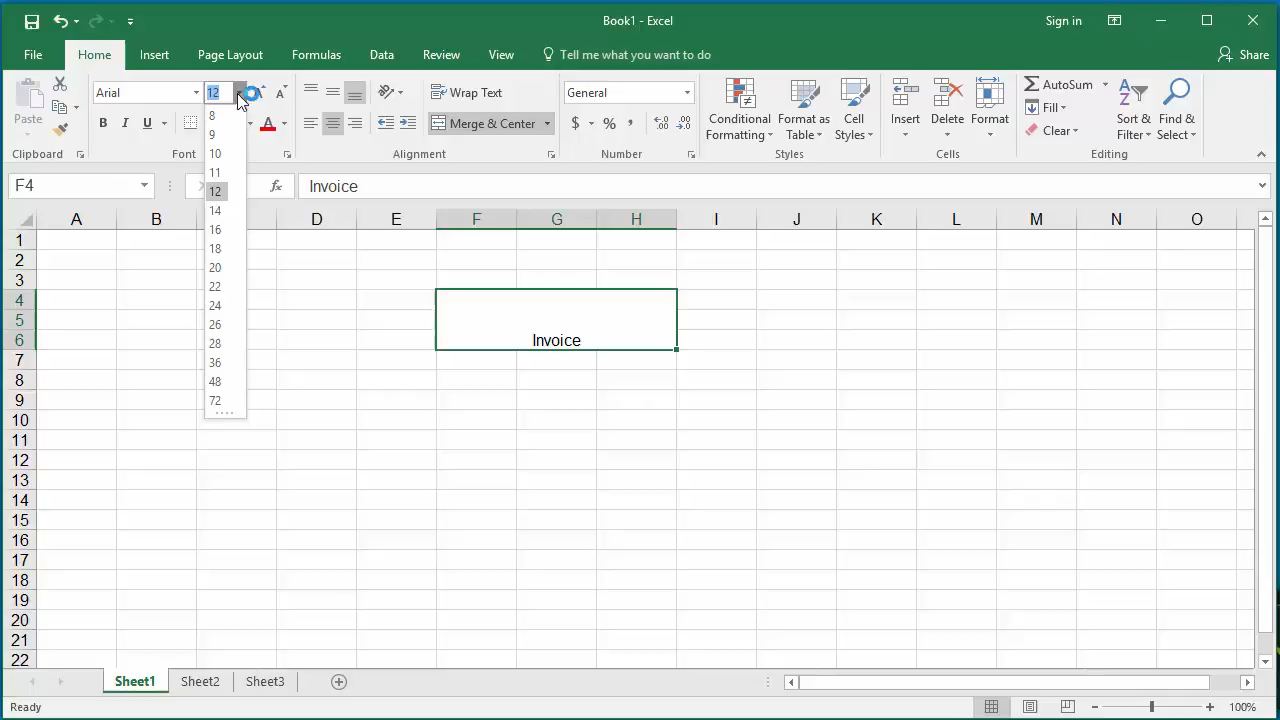 Book1 - Excel
Sign in
File Home Insert Page Layout Formulas Data Review View Tell me what you want to do Share
Paste
Clipboard
Arial 12
B I U
Font
8
9
10
11
12
14
16
18
20
22
24
26
28
36
48
72
Wrap Text
Merge & Center
Alignment
General
$ % ,
Number
Conditional Formatting
Format as Table
Cell Styles
Styles
Insert Delete Format
Cells
AutoSum
Fill
Clear
Sort & Filter
Find & Select
Editing
F4 fx Invoice
A B D E F G H I J K L M N O
1
2
3
4
5
6
Invoice
7
8
9
10
11
12
13
14
15
16
17
18
19
20
21
22
Sheet1 Sheet2 Sheet3
Ready 100%